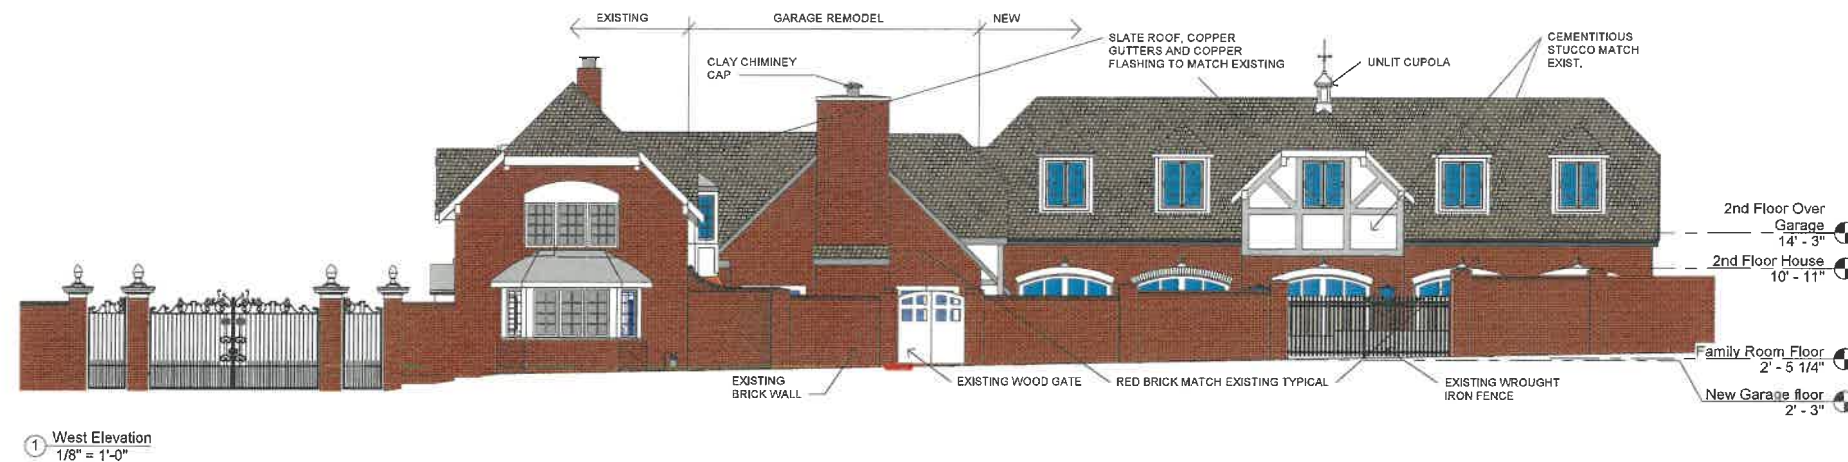 EXISTING
GARAGE REMODEL
NEW
SLATE ROOF, COPPER
GUTTERS AND COPPER
FLASHING TO MATCH EXISTING
CEMENTITIOUS
STUCCO MATCH
EXIST.
CLAY CHIMINEY
CAP
UNLIT CUPOLA
2nd Floor Over
Garage
14' - 3"
2nd Floor House
10' - 11"
Family Room Floor
2' - 5 1/4"
New Garage floor
2' - 3"
EXISTING
BRICK WALL
EXISTING WOOD GATE
RED BRICK MATCH EXISTING TYPICAL
EXISTING WROUGHT
IRON FENCE
1 West Elevation
1/8" = 1'-0"